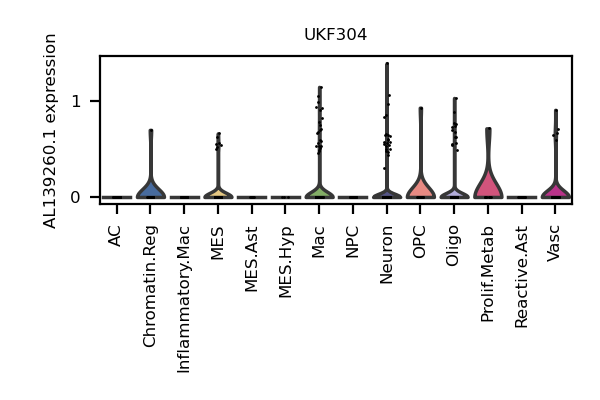 UKF304
AL139260.1 expression
1
0
AC
Chromatin.Reg
Inflammatory.Mac
MES
MES.Ast
MES.Hyp
Mac
NPC
Neuron
OPC
Oligo
Prolif.Metab
Reactive.Ast
Vasc